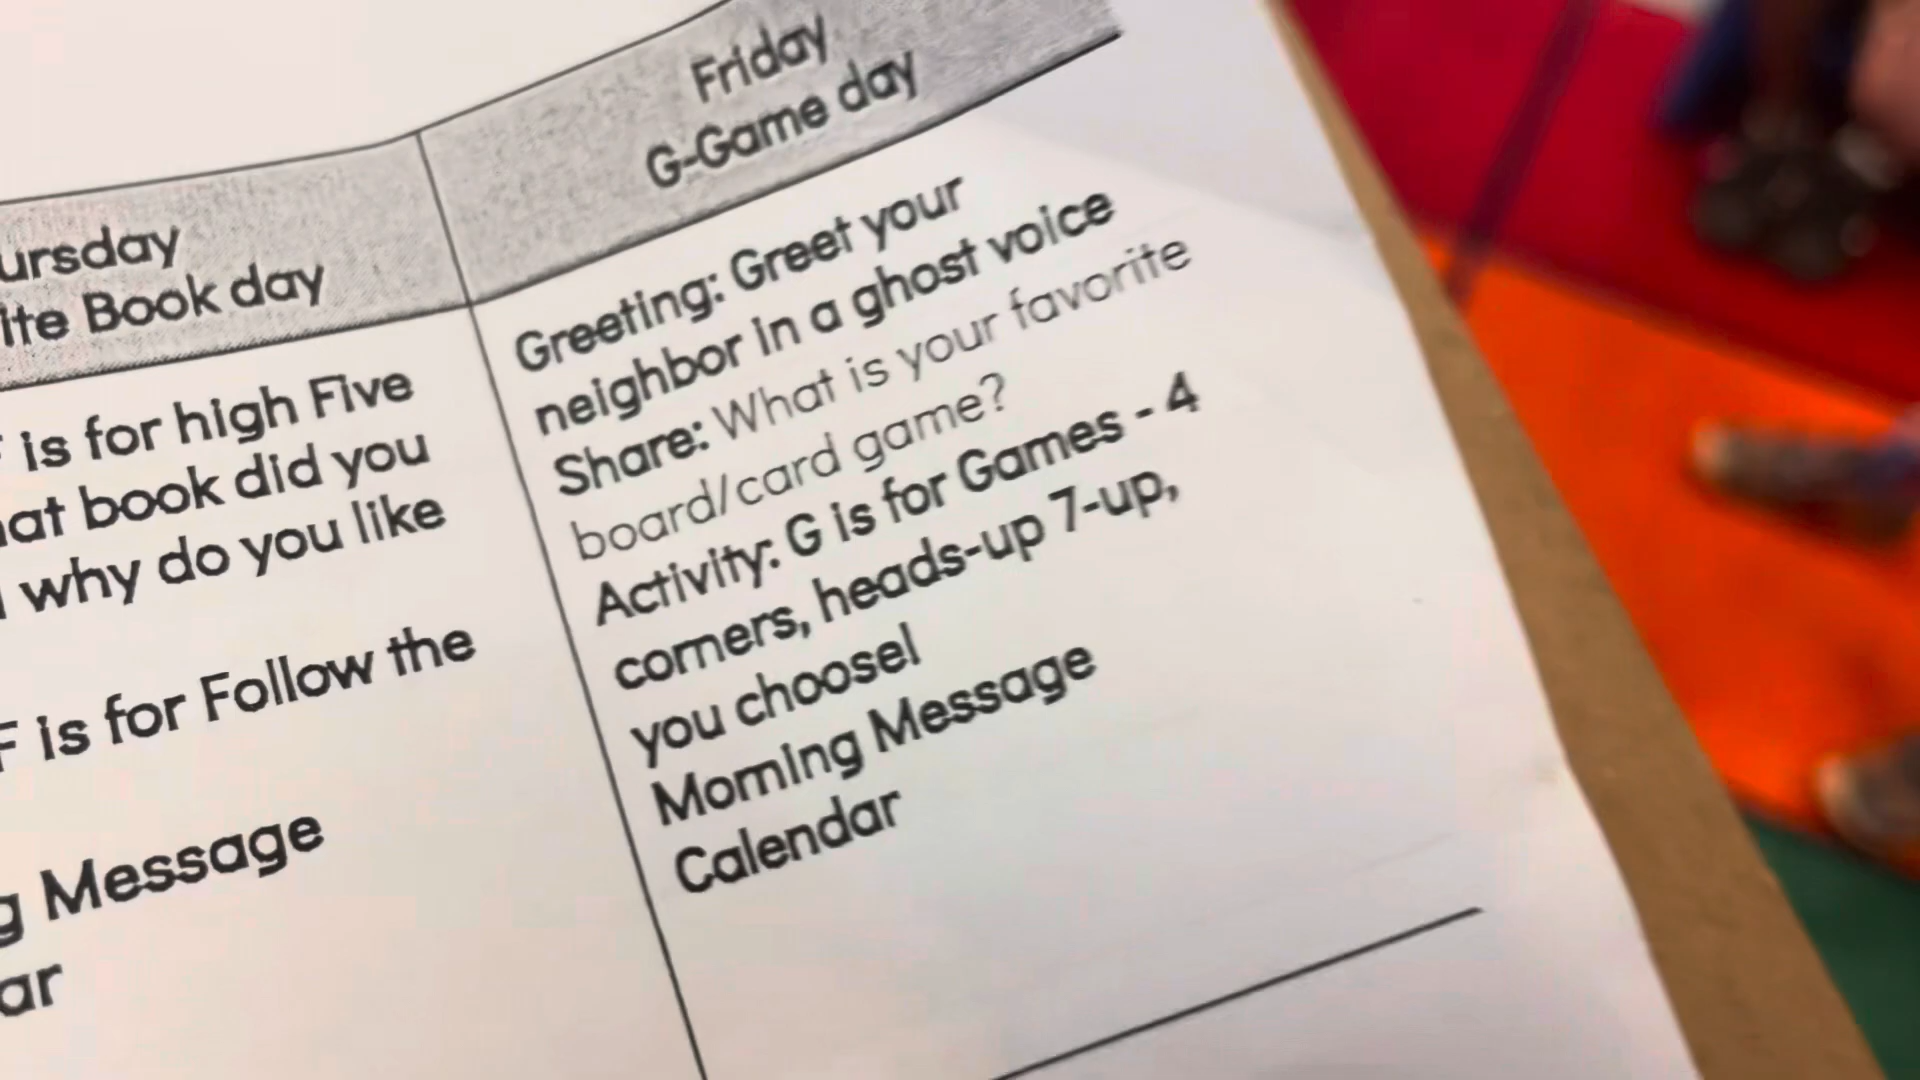 ursday
ite Book day
is for high Five
at book did you
why do you like
F is for Follow the
g Message
ar
Friday
G-Game day
Greeting: Greet your
neighbor in a ghost voice
Share: What is your favorite
board/card game?
Activity: G is for Games - 4
corners, heads-up 7-up,
you choose!
Morning Message
Calendar